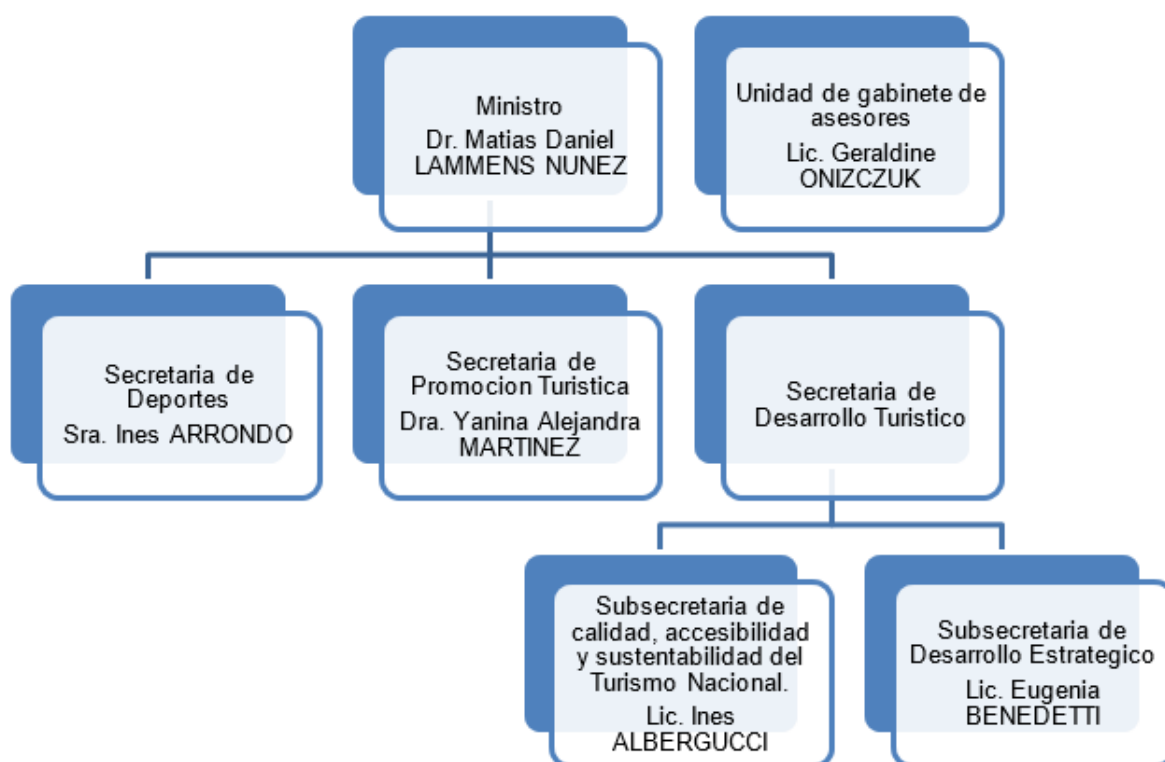 Ministro
Dr. Matias Daniel
LAMMENS NUNEZ
Unidad de gabinete de
asesores
Lic. Geraldine
ONIZCZUK
Secretaria de
Deportes
Sra. Ines ARRONDO
Secretaria de
Promocion Turistica
Dra. Yanina Alejandra
MARTINEZ
Secretaria de
Desarrollo Turistico
Subsecretaria de
calidad, accesibilidad
y sustentabilidad del
Turismo Nacional.
Lic. Ines
ALBERGUCCI
Subsecretaria de
Desarrollo Estrategico
Lic. Eugenia
BENEDETTI